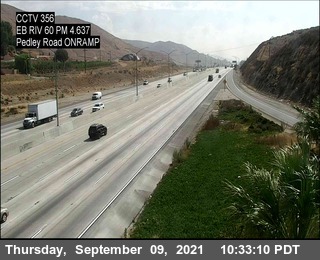 CCTV 356
EB RIV 60 PM 4.637
Pedley Road ONRAMP
Thursday, September 09, 2021 10:33:10 PDT